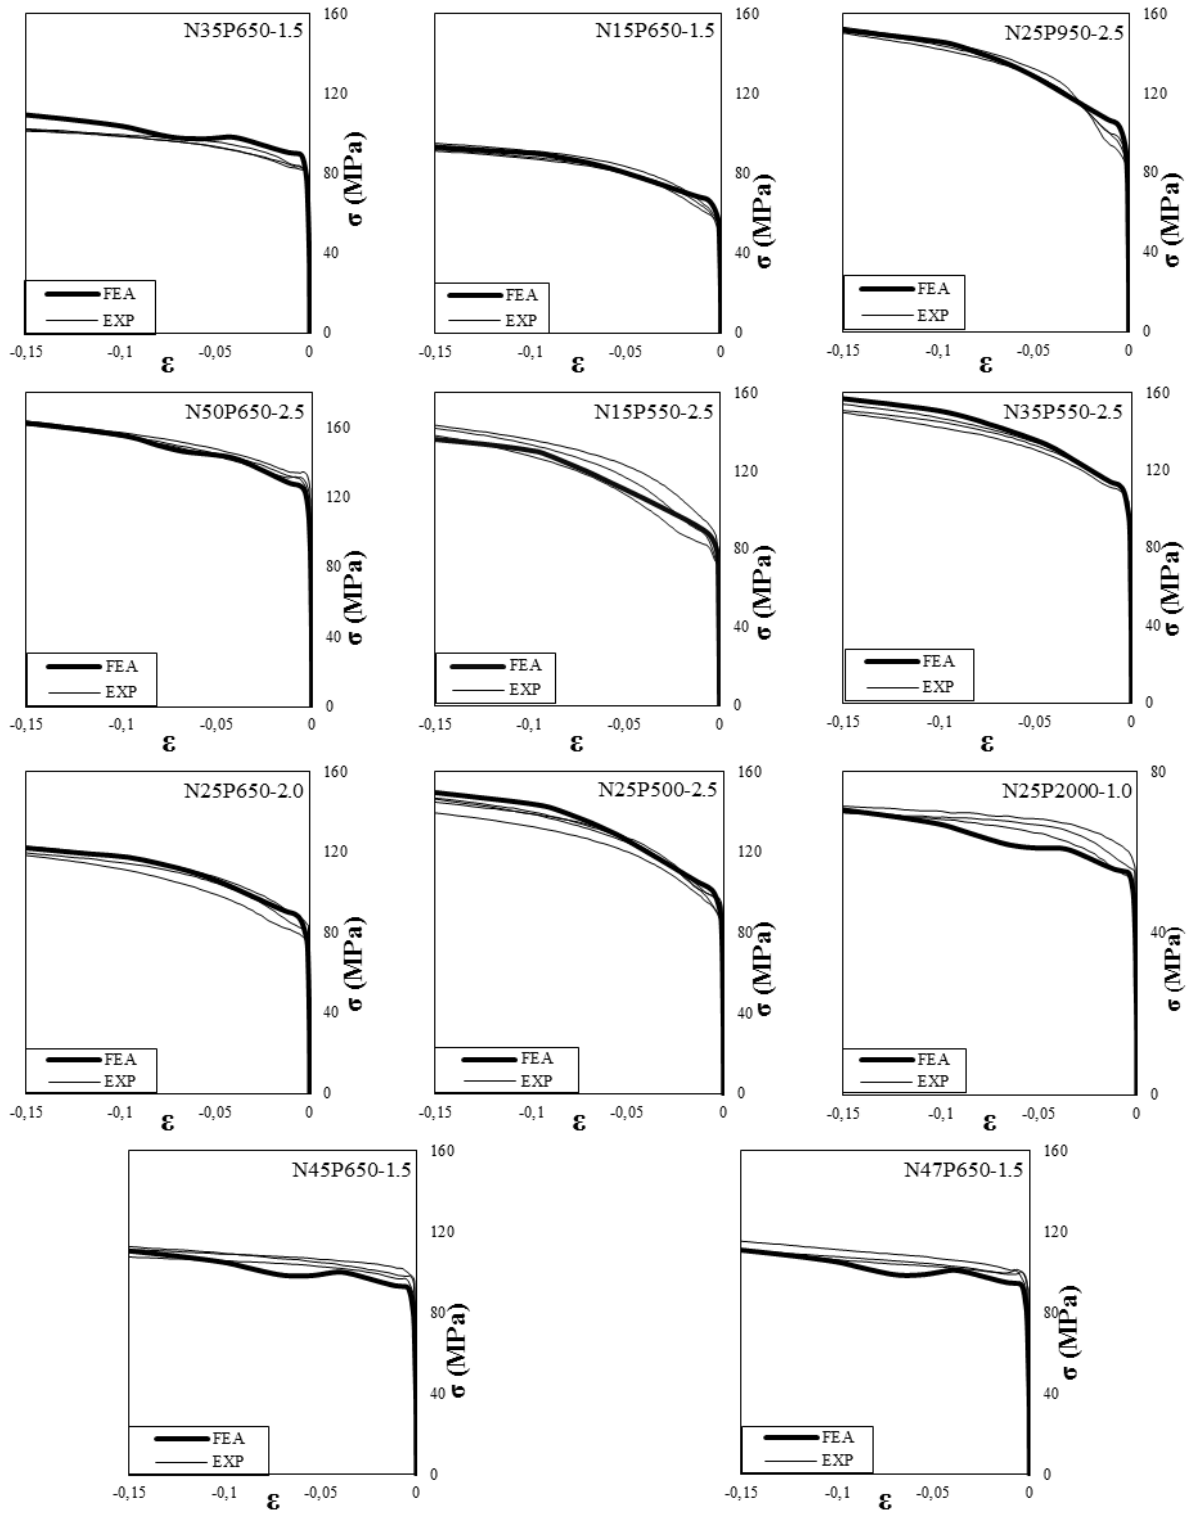 N35P650-1.5
160
120
80
40
0
σ (MPa)
FEA
EXP
-0,15
-0,1
-0,05
0
ε
N15P650-1.5
160
120
80
40
0
σ (MPa)
FEA
EXP
-0,15
-0,1
-0,05
0
ε
N25P950-2.5
160
120
80
40
0
σ (MPa)
FEA
EXP
-0,15
-0,1
-0,05
0
ε
N50P650-2.5
160
120
80
40
0
σ (MPa)
FEA
EXP
-0,15
-0,1
-0,05
0
ε
N15P550-2.5
160
120
80
40
0
σ (MPa)
FEA
EXP
-0,15
-0,1
-0,05
0
ε
N35P550-2.5
160
120
80
40
0
σ (MPa)
FEA
EXP
-0,15
-0,1
-0,05
0
ε
N25P650-2.0
160
120
80
40
0
σ (MPa)
FEA
EXP
-0,15
-0,1
-0,05
0
ε
N25P500-2.5
160
120
80
40
0
σ (MPa)
FEA
EXP
-0,15
-0,1
-0,05
0
ε
N25P2000-1.0
80
40
0
σ (MPa)
FEA
EXP
-0,15
-0,1
-0,05
0
ε
N45P650-1.5
160
120
80
40
0
σ (MPa)
FEA
EXP
-0,15
-0,1
-0,05
0
ε
N47P650-1.5
160
120
80
40
0
σ (MPa)
FEA
EXP
-0,15
-0,1
-0,05
0
ε